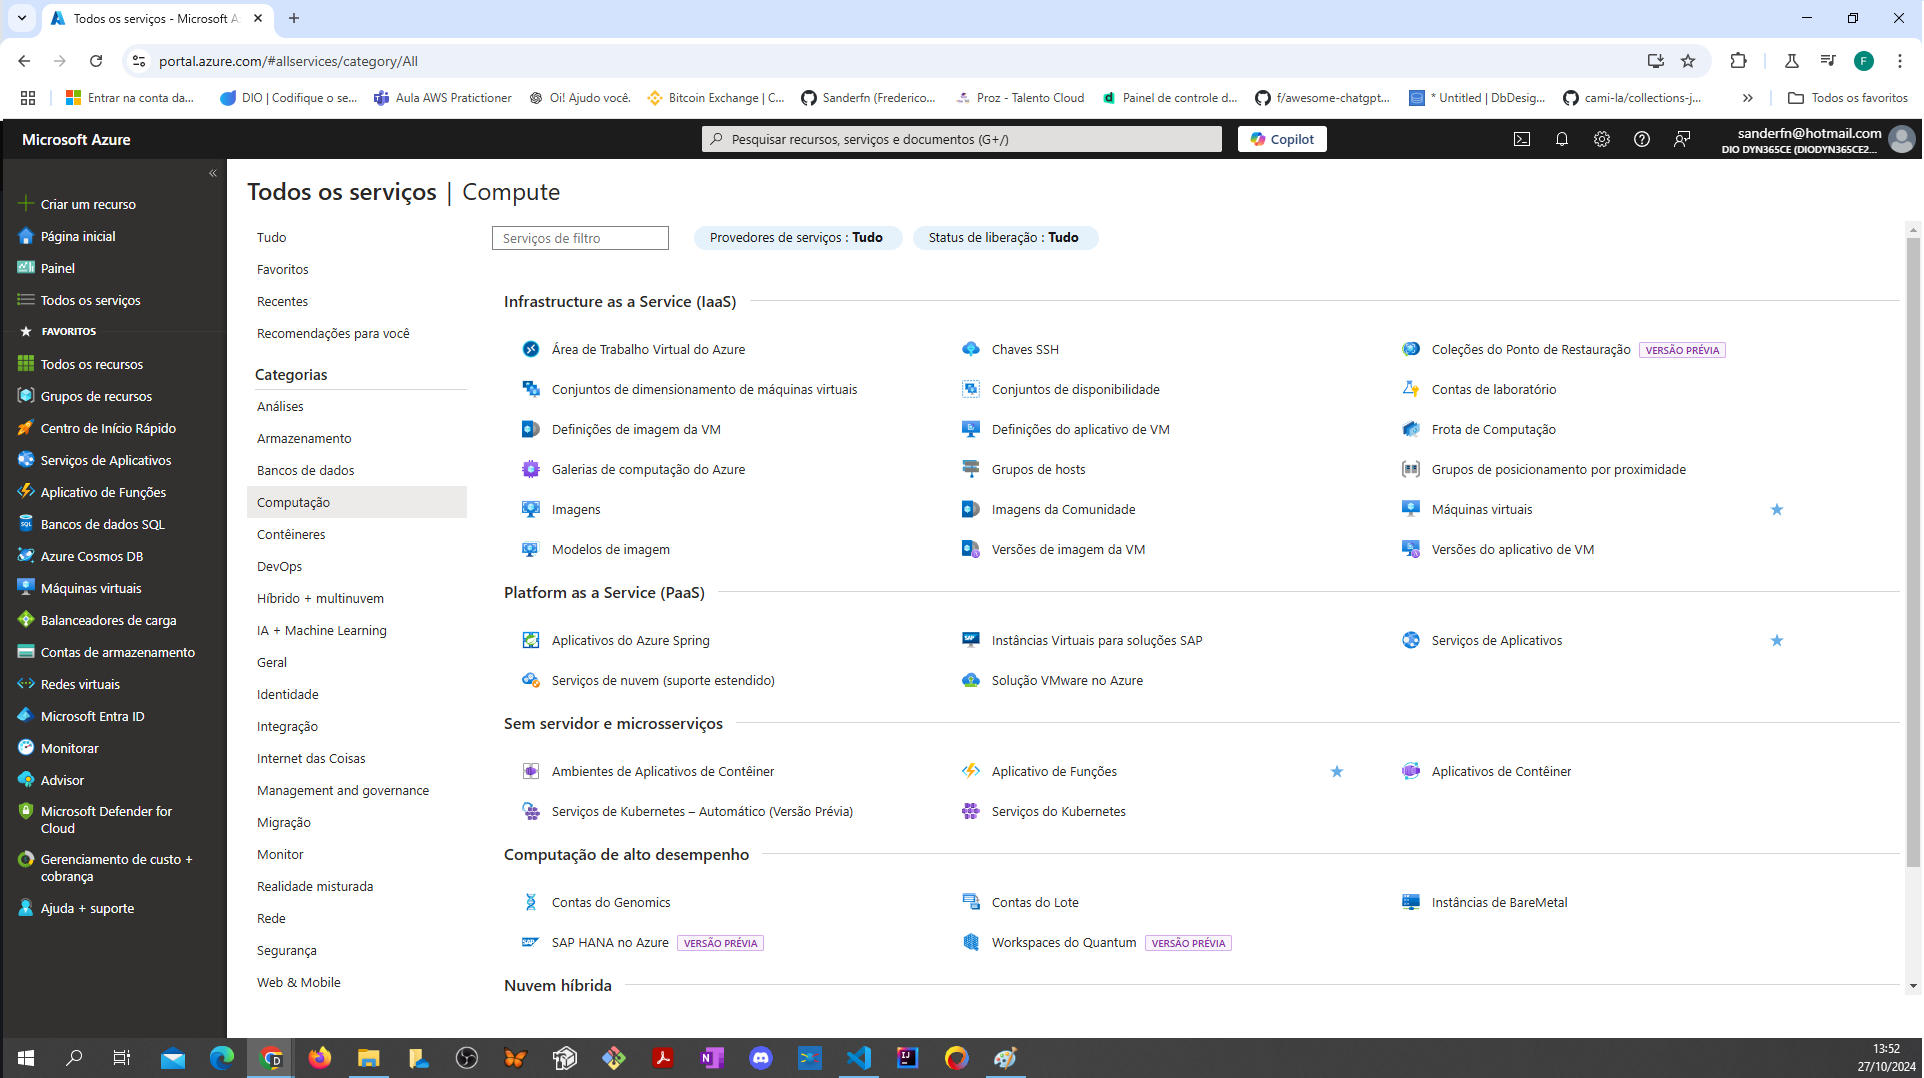 Todos os serviços - Microsoft A
portal.azure.com/#allservices/category/All
Entrar na conta da...
DIO | Codifique o se...
Aula AWS Pratictioner
Oi! Ajudo você.
Bitcoin Exchange | C...
Sanderfn (Frederico...
Proz - Talento Cloud
Painel de controle d...
f/awesome-chatgpt...
* Untitled | DbDesig...
cami-la/collections-j...
Todos os favoritos
Microsoft Azure
Pesquisar recursos, serviços e documentos (G+/)
Copilot
sanderfn@hotmail.com
DIO DYN365CE (DIODYN365CE2...
F
Criar um recurso
Página inicial
Painel
Todos os serviços
FAVORITOS
Todos os recursos
Grupos de recursos
Centro de Início Rápido
Serviços de Aplicativos
Aplicativo de Funções
Bancos de dados SQL
Azure Cosmos DB
Máquinas virtuais
Balanceadores de carga
Contas de armazenamento
Redes virtuais
Microsoft Entra ID
Monitorar
Advisor
Microsoft Defender for
Cloud
Gerenciamento de custo +
cobrança
Ajuda + suporte
Todos os serviços | Compute
Tudo
Favoritos
Recentes
Recomendações para você
Categorias
Análises
Armazenamento
Bancos de dados
Computação
Contêineres
DevOps
Híbrido + multinuvem
IA + Machine Learning
Geral
Identidade
Integração
Internet das Coisas
Management and governance
Migração
Monitor
Realidade misturada
Rede
Segurança
Web & Mobile
Serviços de filtro
Provedores de serviços : Tudo
Status de liberação : Tudo
Infrastructure as a Service (IaaS)
Área de Trabalho Virtual do Azure
Chaves SSH
Coleções do Ponto de Restauração VERSÃO PRÉVIA
Conjuntos de dimensionamento de máquinas virtuais
Conjuntos de disponibilidade
Contas de laboratório
Definições de imagem da VM
Definições do aplicativo de VM
Frota de Computação
Galerias de computação do Azure
Grupos de hosts
Grupos de posicionamento por proximidade
Imagens
Imagens da Comunidade
Máquinas virtuais
Modelos de imagem
Versões de imagem da VM
Versões do aplicativo de VM
Platform as a Service (PaaS)
Aplicativos do Azure Spring
Instâncias Virtuais para soluções SAP
Serviços de Aplicativos
Serviços de nuvem (suporte estendido)
Solução VMware no Azure
Sem servidor e microsserviços
Ambientes de Aplicativos de Contêiner
Aplicativo de Funções
Aplicativos de Contêiner
Serviços de Kubernetes – Automático (Versão Prévia)
Serviços do Kubernetes
Computação de alto desempenho
Contas do Genomics
Contas do Lote
Instâncias de BareMetal
SAP HANA no Azure VERSÃO PRÉVIA
Workspaces do Quantum VERSÃO PRÉVIA
Nuvem híbrida
13:52
27/10/2024